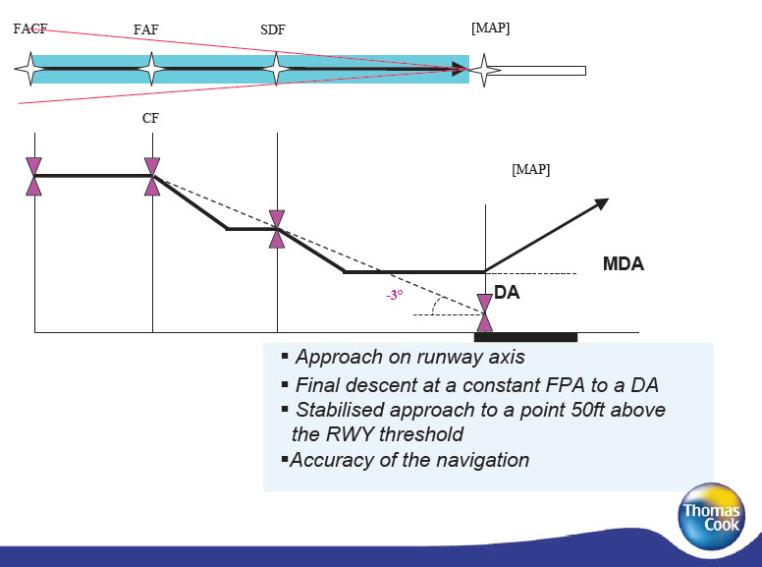 FACF FAF SDF [MAP]
CF
[MAP]
MDA
-3° DA
▪ Approach on runway axis
▪ Final descent at a constant FPA to a DA
▪ Stabilised approach to a point 50ft above
the RWY threshold
▪Accuracy of the navigation
Thomas
Cook